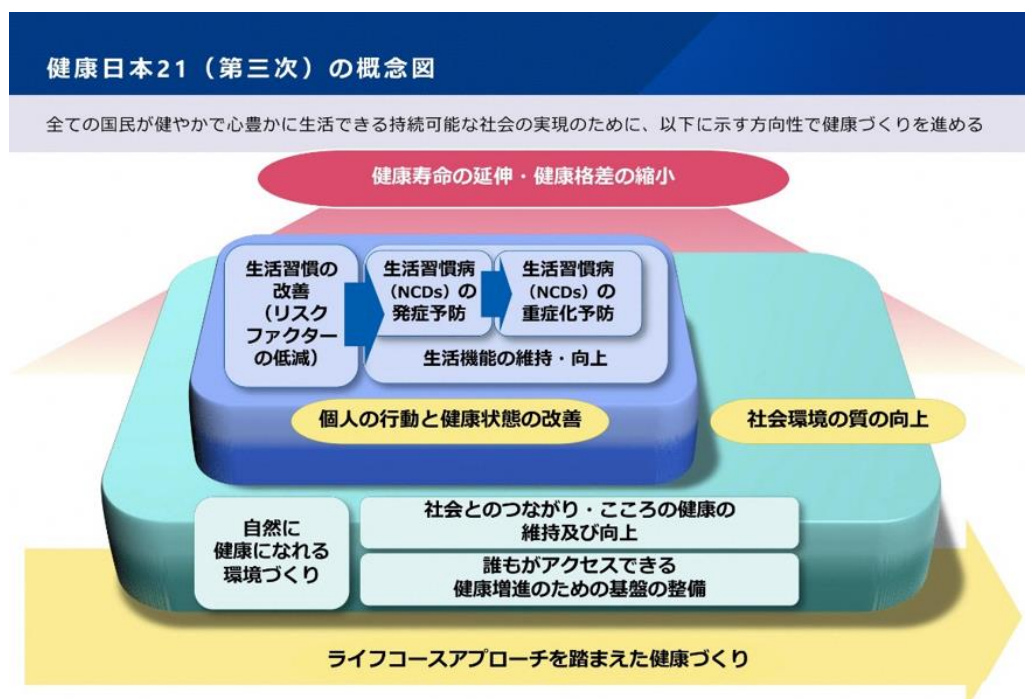 健康日本21（第三次）の概念図
全ての国民が健やかで心豊かに生活できる持続可能な社会の実現のために、以下に示す方向性で健康づくりを進める
健康寿命の延伸・健康格差の縮小
生活習慣の
改善
（リスク
ファクター
の低減）
生活習慣病
（NCDs）の
発症予防
生活習慣病
（NCDs）の
重症化予防
生活機能の維持・向上
個人の行動と健康状態の改善
社会環境の質の向上
自然に
健康になれる
環境づくり
社会とのつながり・こころの健康の
維持及び向上
誰もがアクセスできる
健康増進のための基盤の整備
ライフコースアプローチを踏まえた健康づくり